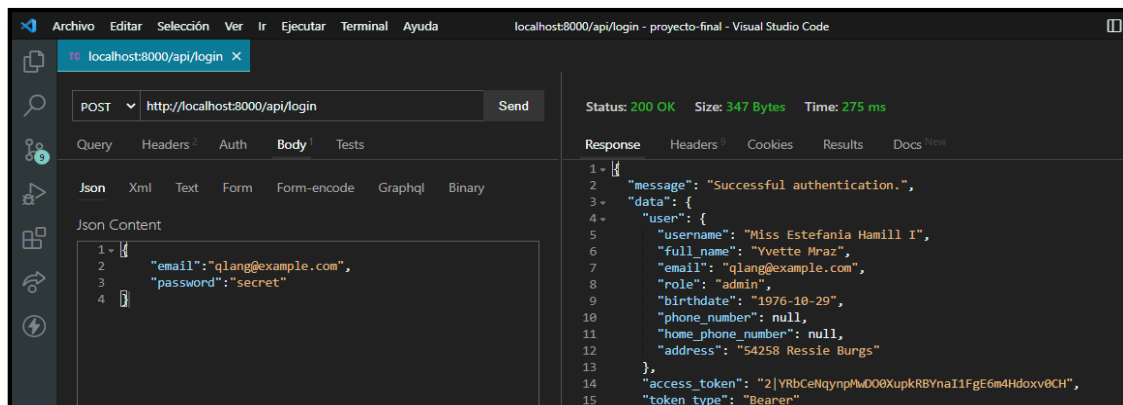 Archivo Editar Selección Ver Ir Ejecutar Terminal Ayuda localhost:8000/api/login - proyecto-final - Visual Studio Code
TC localhost:8000/api/login ×
POST http://localhost:8000/api/login Send
Query Headers 2 Auth Body 1 Tests
Json Xml Text Form Form-encode Graphql Binary
Json Content
1 {
2 "email":"qlang@example.com",
3 "password":"secret"
4 }
9
Status: 200 OK Size: 347 Bytes Time: 275 ms
Response Headers 9 Cookies Results Docs New
1 {
2 "message": "Successful authentication.",
3 "data": {
4 "user": {
5 "username": "Miss Estefania Hamill I",
6 "full_name": "Yvette Mraz",
7 "email": "qlang@example.com",
8 "role": "admin",
9 "birthdate": "1976-10-29",
10 "phone_number": null,
11 "home_phone_number": null,
12 "address": "54258 Ressie Burgs"
13 },
14 "access_token": "2|YRbCeNqynpMwDO0XupkRBYnaI1FgE6m4Hdoxv0CH",
15 "token_type": "Bearer"